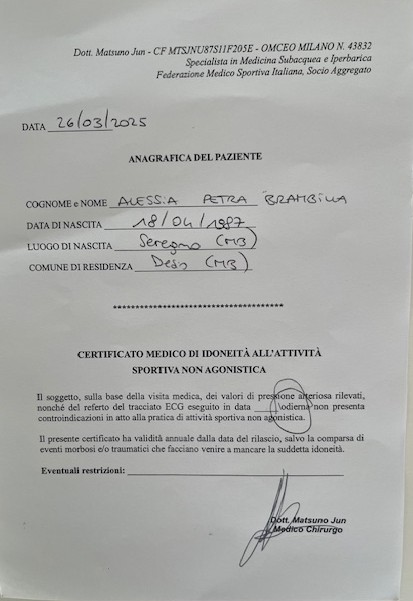 Dott. Matsuno Jun - CF MTSJNU87S11F205E - OMCEO MILANO N. 43832
Specialista in Medicina Subacquea e Iperbarica
Federazione Medico Sportiva Italiana, Socio Aggregato
DATA 26/03/2025
ANAGRAFICA DEL PAZIENTE
COGNOME e NOME ALESSIA PETRA BRAMBILLA
DATA DI NASCITA 18/04/1987
LUOGO DI NASCITA Seregno (MB)
COMUNE DI RESIDENZA Desio (MB)
**************************************
CERTIFICATO MEDICO DI IDONEITÀ ALL'ATTIVITÀ
SPORTIVA NON AGONISTICA
Il soggetto, sulla base della visita medica, dei valori di pressione arteriosa rilevati,
nonché del referto del tracciato ECG eseguito in data ____\odierna non presenta
controindicazioni in atto alla pratica di attività sportiva non agonistica.
Il presente certificato ha validità annuale dalla data del rilascio, salvo la comparsa di
eventi morbosi e/o traumatici che facciano venire a mancare la suddetta idoneità.
Eventuali restrizioni:
Dott. Matsuno Jun
Medico Chirurgo